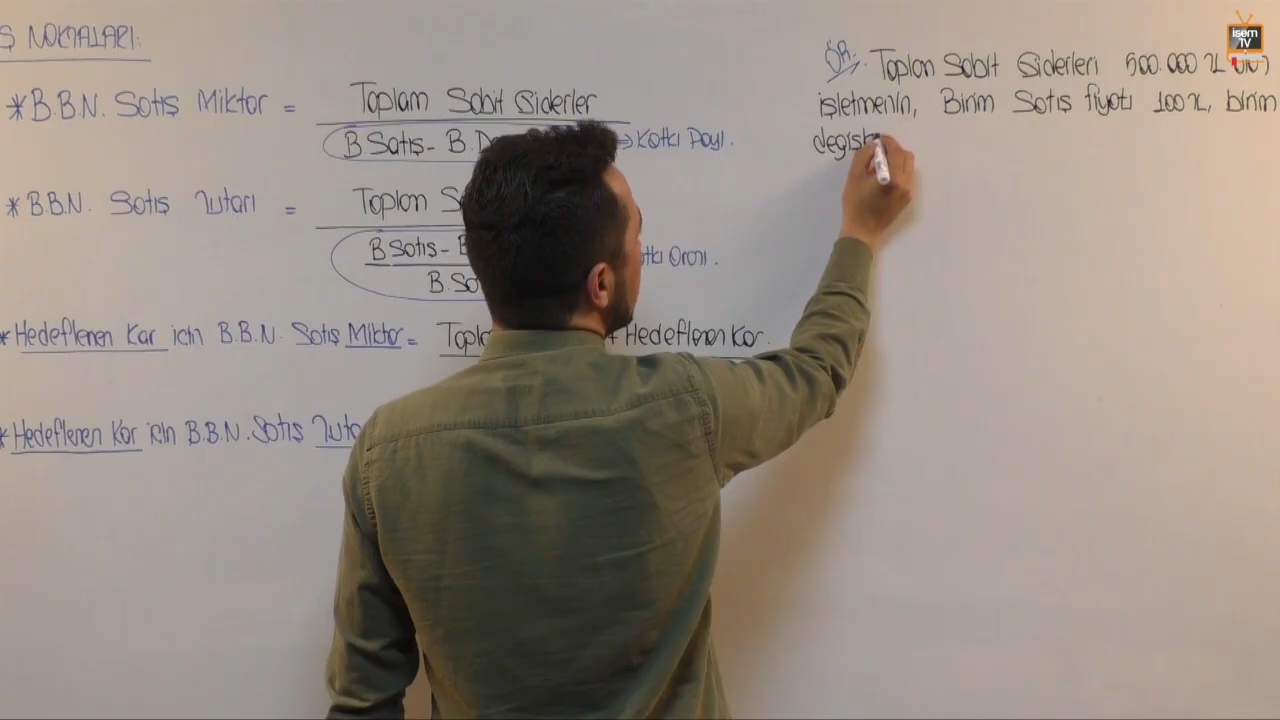 Ş NOKTALARI:
*B.B.N. Satış Miktar = Toplam Sabit Giderler
B Satış - B.D ⇒ Katkı Payı.
*B.B.N. Satış Tutarı = Toplam S
B Satış - B
B.Sa
tkı Oranı.
*Hedeflenen Kar için B.B.N. Satış Miktar = Topla + Hedeflenen Kar.
*Hedeflenen Kar için B.B.N. Satış Tuta
ÖR. Toplam Sabit Giderleri 500.000 TL olan
işletmenin, Birim Satış fiyatı 100 TL, birim
değiş
isem
TV